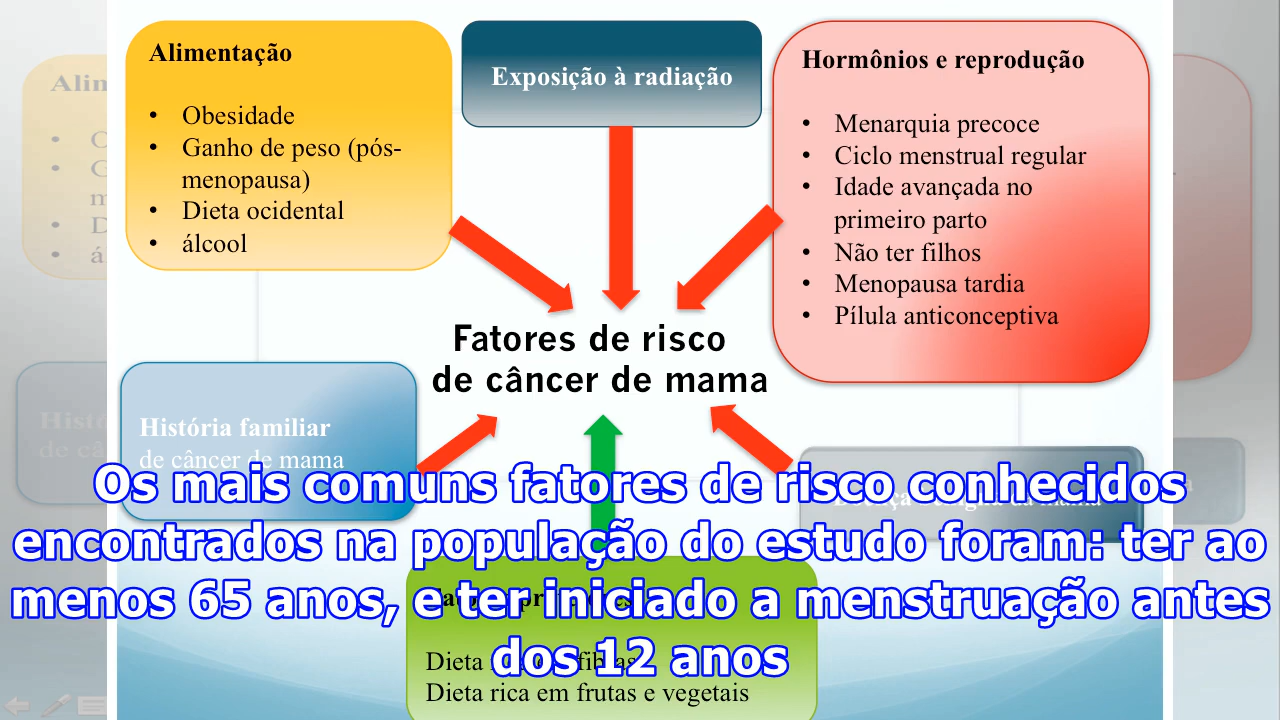 Alimentação
• Obesidade
• Ganho de peso (pós-
menopausa)
• Dieta ocidental
• álcool
Exposição à radiação
Hormônios e reprodução
• Menarquia precoce
• Ciclo menstrual regular
• Idade avançada no
primeiro parto
• Não ter filhos
• Menopausa tardia
• Pílula anticonceptiva
Fatores de risco
de câncer de mama
História familiar
de câncer de mama
da mama
Os mais comuns fatores de risco conhecidos
encontrados na população do estudo foram: ter ao
menos 65 anos, e ter iniciado a menstruação antes
dos 12 anos
Dieta
Dieta rica em frutas e vegetais